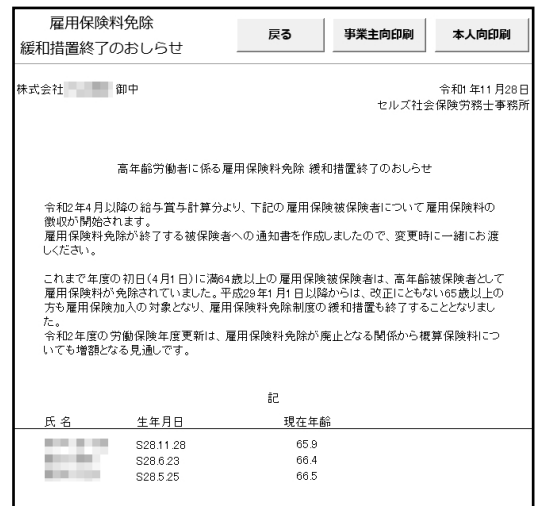 雇用保険料免除
緩和措置終了のおしらせ
戻る
事業主向印刷
本人向印刷
株式会社 御中
令和1年11月28日
セルズ社会保険労務士事務所
高年齢労働者に係る雇用保険料免除 緩和措置終了のおしらせ
令和2年4月以降の給与賞与計算分より、下記の雇用保険被保険者について雇用保険料の
徴収が開始されます。
雇用保険料免除が終了する被保険者への通知書を作成しましたので、変更時に一緒にお渡
しください。
これまで年度の初日(4月1日)に満64歳以上の雇用保険被保険者は、高年齢被保険者として
雇用保険料が免除されていました。平成29年1月1日以降からは、改正にともない65歳以上の
方も雇用保険加入の対象となり、雇用保険料免除制度の緩和措置も終了することとなりまし
た。
令和2年度の労働保険年度更新は、雇用保険料免除が廃止となる関係から概算保険料につ
いても増額となる見通しです。
記
氏名 生年月日 現在年齢
S28.11.28 65.9
S28.6.23 66.4
S28.5.25 66.5